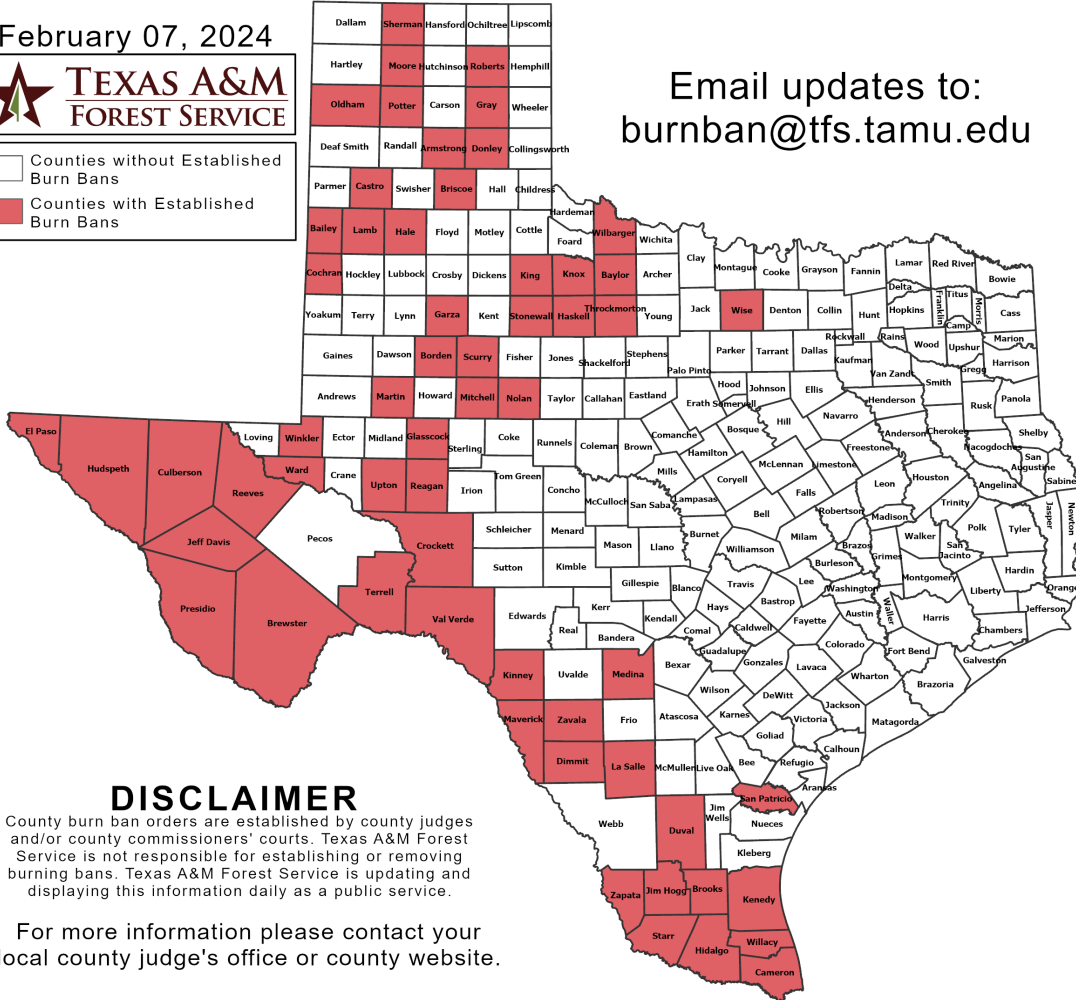 February 07, 2024
TEXAS A&M
FOREST SERVICE
Counties without Established
Burn Bans
Counties with Established
Burn Bans
Email updates to:
burnban@tfs.tamu.edu
Dallam Sherman Hansford Ochiltree Lipscomb
Hartley Moore Hutchinson Roberts Hemphill
Oldham Potter Carson Gray Wheeler
Deaf Smith Randall Armstrong Donley Collingsworth
Parmer Castro Swisher Briscoe Hall Childress
Hardeman
Bailey Lamb Hale Floyd Motley Cottle Foard Wilbarger Wichita
Clay Montague Cooke Grayson Fannin Lamar Red River Bowie
Cochran Hockley Lubbock Crosby Dickens King Knox Baylor Archer
Delta Titus Franklin Morris Cass
Yoakum Terry Lynn Garza Kent Stonewall Haskell Throckmorton Young Jack Wise Denton Collin Hunt Hopkins
Camp Marion
Rockwall Rains Wood Upshur
Gaines Dawson Borden Scurry Fisher Jones Shackelford Stephens Palo Pinto Parker Tarrant Dallas Kaufman Van Zandt Gregg Harrison
Andrews Martin Howard Mitchell Nolan Taylor Callahan Eastland Erath Hood Somervell Johnson Ellis Henderson Smith Rusk Panola
El Paso Hudspeth Culberson Reeves Loving Winkler Ector Midland Glasscock Sterling Coke Runnels Coleman Brown Comanche Bosque Hill Navarro Anderson Cherokee Nacogdoches Shelby
Hamilton Freestone San Augustine Sabine
Ward Crane Upton Reagan Irion Tom Green Concho McCulloch San Saba Mills Lampasas Coryell McLennan Limestone Falls Leon Houston Angelina
Trinity Jasper Newton
Jeff Davis Pecos Crockett Schleicher Menard Mason Llano Burnet Bell Milam Robertson Madison Walker Polk Tyler
Brazos Grimes San Jacinto Hardin
Presidio Brewster Terrell Sutton Kimble Gillespie Blanco Williamson Travis Lee Burleson Washington Montgomery Liberty Orange
Val Verde Edwards Kerr Real Bandera Kendall Hays Bastrop Fayette Austin Waller Harris Jefferson Chambers
Comal Caldwell Guadalupe Gonzales Lavaca Colorado Fort Bend Galveston
Kinney Uvalde Medina Bexar Wilson DeWitt Wharton Brazoria
Maverick Zavala Frio Atascosa Karnes Victoria Jackson Matagorda
Dimmit La Salle McMullen Live Oak Bee Goliad Refugio Calhoun
Aransas
Webb Duval Jim Wells San Patricio Nueces
Kleberg
Zapata Jim Hogg Brooks Kenedy
Starr Hidalgo Willacy
Cameron
DISCLAIMER
County burn ban orders are established by county judges
and/or county commissioners' courts. Texas A&M Forest
Service is not responsible for establishing or removing
burning bans. Texas A&M Forest Service is updating and
displaying this information daily as a public service.
For more information please contact your
local county judge's office or county website.